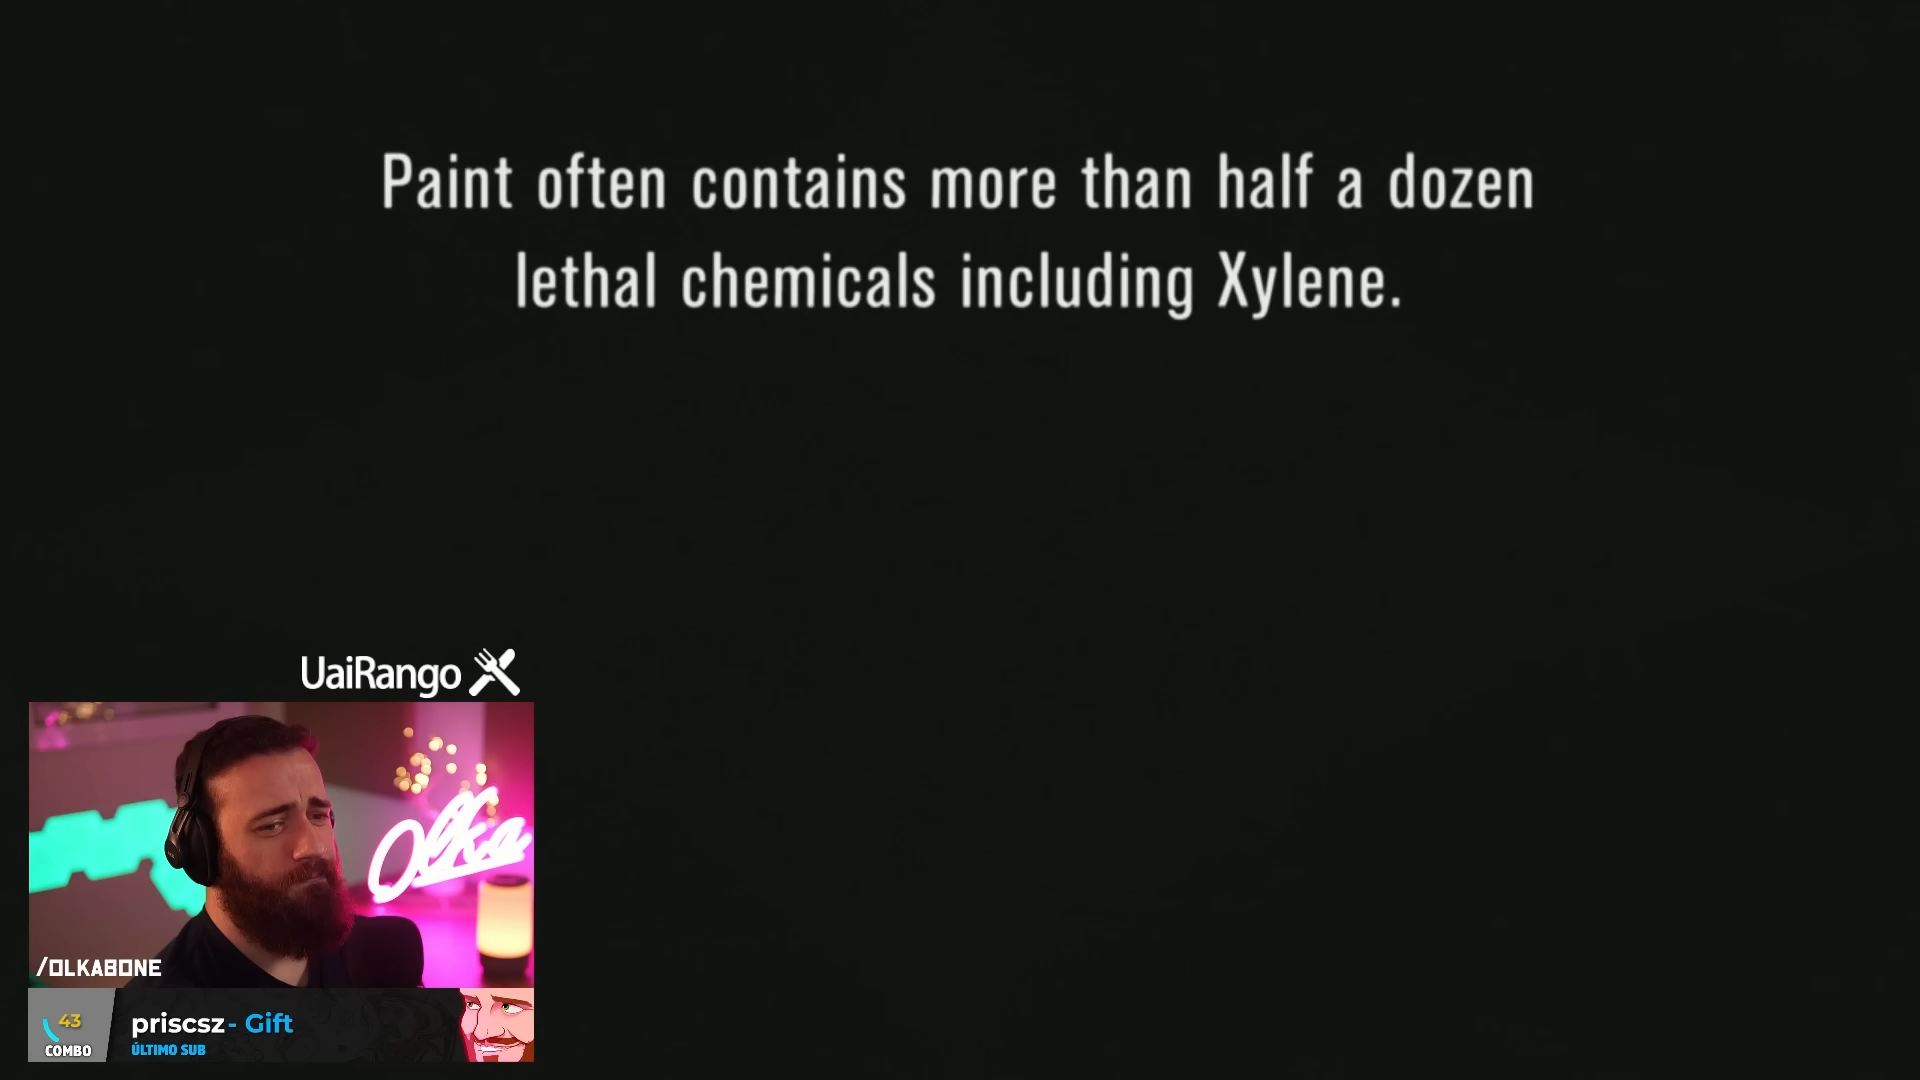 Paint often contains more than half a dozen
lethal chemicals including Xylene.
UaiRango
Olka
/OLKABONE
43
COMBO
priscsz - Gift
ÚLTIMO SUB